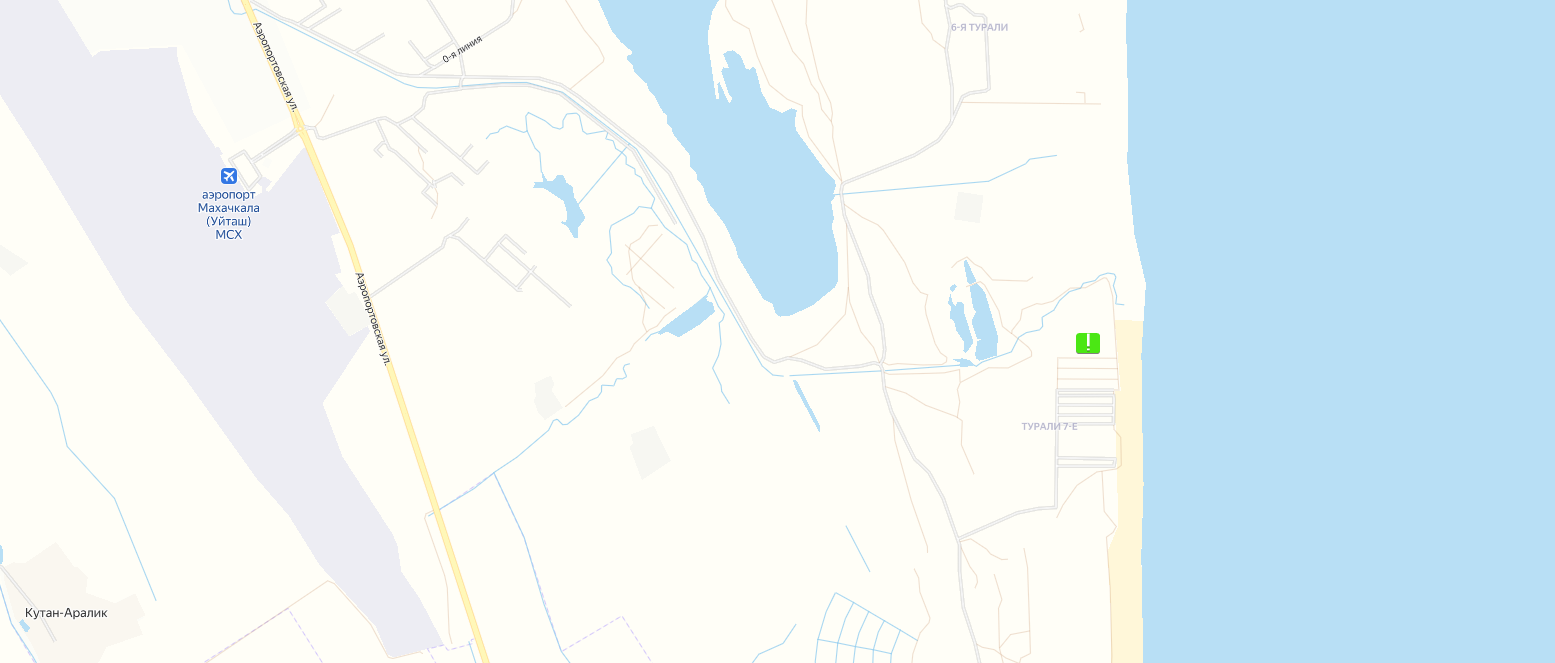 6-Я ТУРАЛИ
Аэропортовская ул.
0-я линия
аэропорт
Махачкала
(Уйташ)
МСХ
Аэропортовская ул.
!
ТУРАЛИ 7-Е
Кутан-Аралик